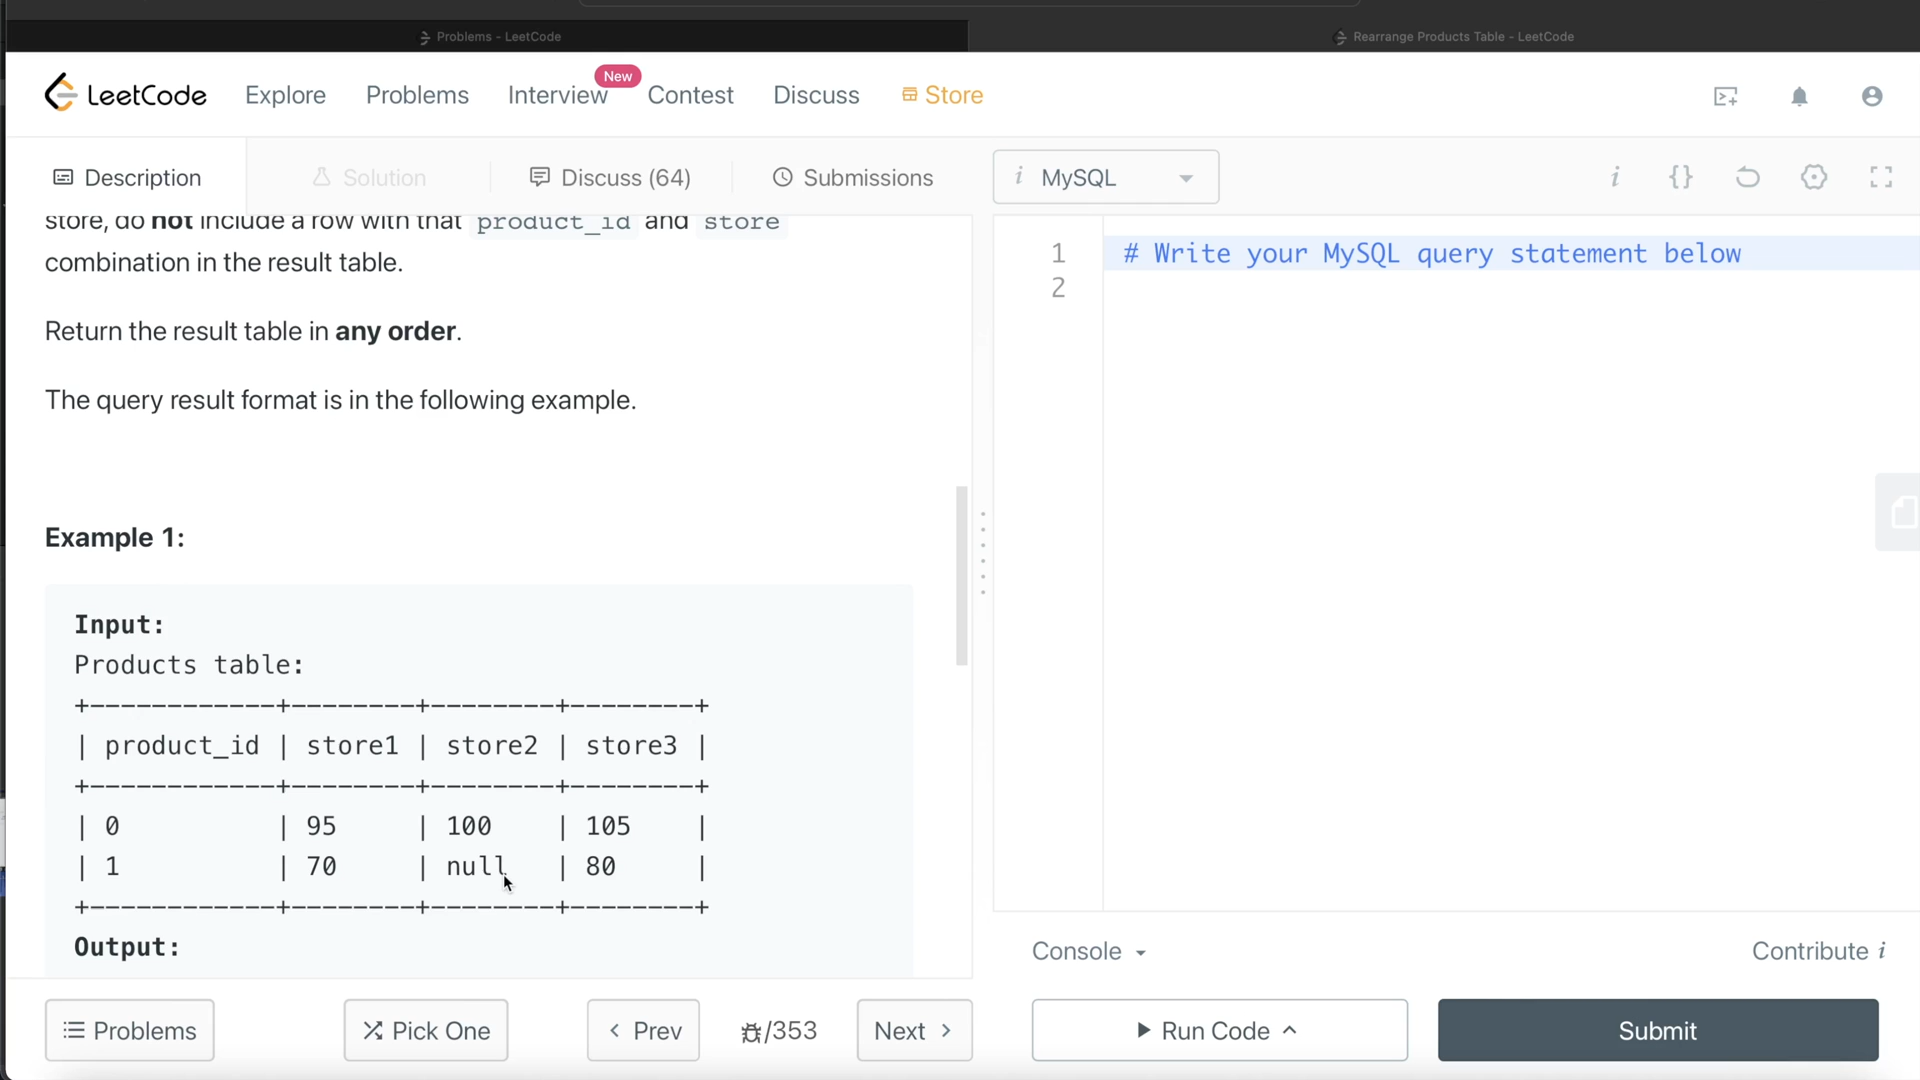 Problems - LeetCode
Rearrange Products Table - LeetCode
LeetCode Explore Problems Interview New Contest Discuss Store
Description Solution Discuss (64) Submissions
i MySQL
i {}
store, do not include a row with that product_id and store
combination in the result table.
Return the result table in any order.
The query result format is in the following example.
Example 1:
Input:
Products table:
+------------+--------+--------+--------+
| product_id | store1 | store2 | store3 |
+------------+--------+--------+--------+
| 0          | 95     | 100    | 105    |
| 1          | 70     | null   | 80     |
+------------+--------+--------+--------+
Output:
1 # Write your MySQL query statement below
2
Console
Contribute i
Problems
Pick One
Prev
/353
Next
Run Code
Submit